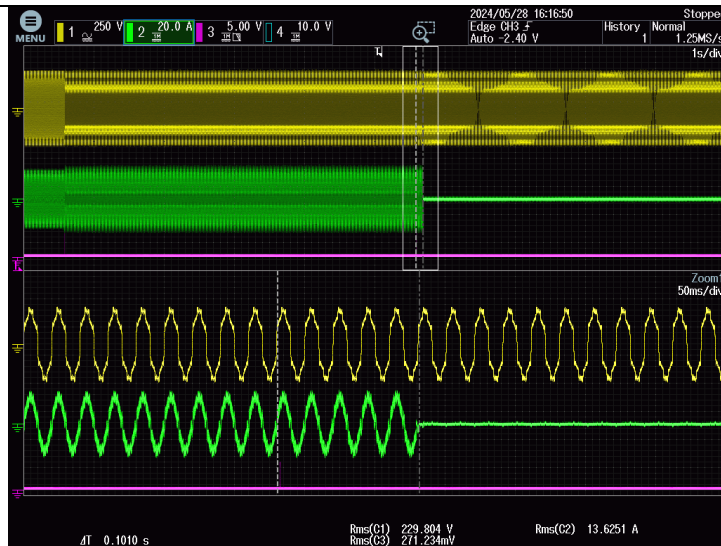 2024/05/28 16:16:50 Stoppe
MENU 1 250 V 2 20.0 A 3 5.00 V 4 10.0 V Edge CH3 History Normal
Auto -2.40 V 1 1.25MS/s
1s/div
Zoom1
50ms/div
Rms(C1) 229.804 V Rms(C2) 13.6251 A
ΔT 0.1010 s Rms(C3) 271.234mV